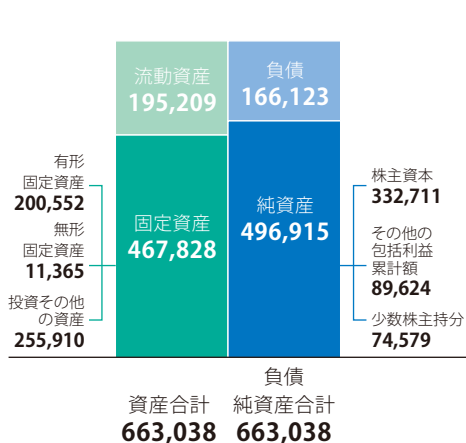 流動資産
195,209
負債
166,123
有形
固定資産
200,552
無形
固定資産
11,365
投資その他
の資産
255,910
固定資産
467,828
純資産
496,915
株主資本
332,711
その他の
包括利益
累計額
89,624
少数株主持分
74,579
資産合計
663,038
負債
純資産合計
663,038